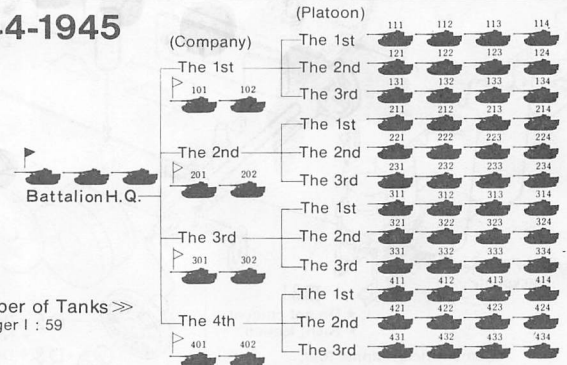 4-1945
(Platoon)
(Company)
111 112 113 114
The 1st
121 122 123 124
The 1st The 2nd
101 102
131 132 133 134
The 3rd
211 212 213 214
The 1st
221 222 223 224
The 2nd The 2nd
201 202
231 232 233 234
The 3rd
Battalion H.Q.
311 312 313 314
The 1st
321 322 323 324
The 3rd The 2nd
301 302
331 332 333 334
The 3rd
411 412 413 414
The 1st
ber of Tanks≫
ger I : 59
421 422 423 424
The 4th The 2nd
401 402
431 432 433 434
The 3rd